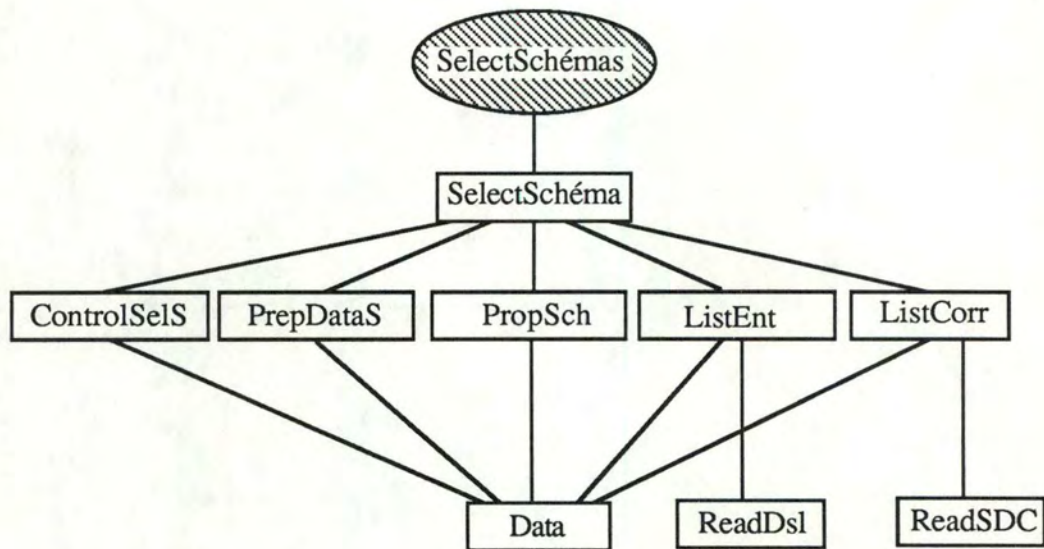 SelectSchémas
SelectSchéma
ControlSelS
PrepDataS
PropSch
ListEnt
ListCorr
Data
ReadDsl
ReadSDC